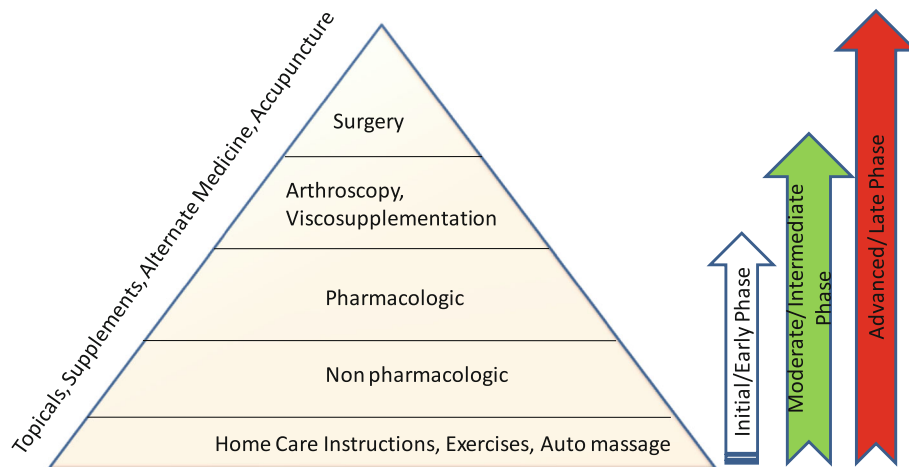 Topicals, Supplements, Alternate Medicine, Accupuncture
Surgery
Arthroscopy,
Viscosupplementation
Pharmacologic
Non pharmacologic
Home Care Instructions, Exercises, Auto massage
Initial/Early Phase
Moderate/Intermediate
Phase
Advanced/Late Phase